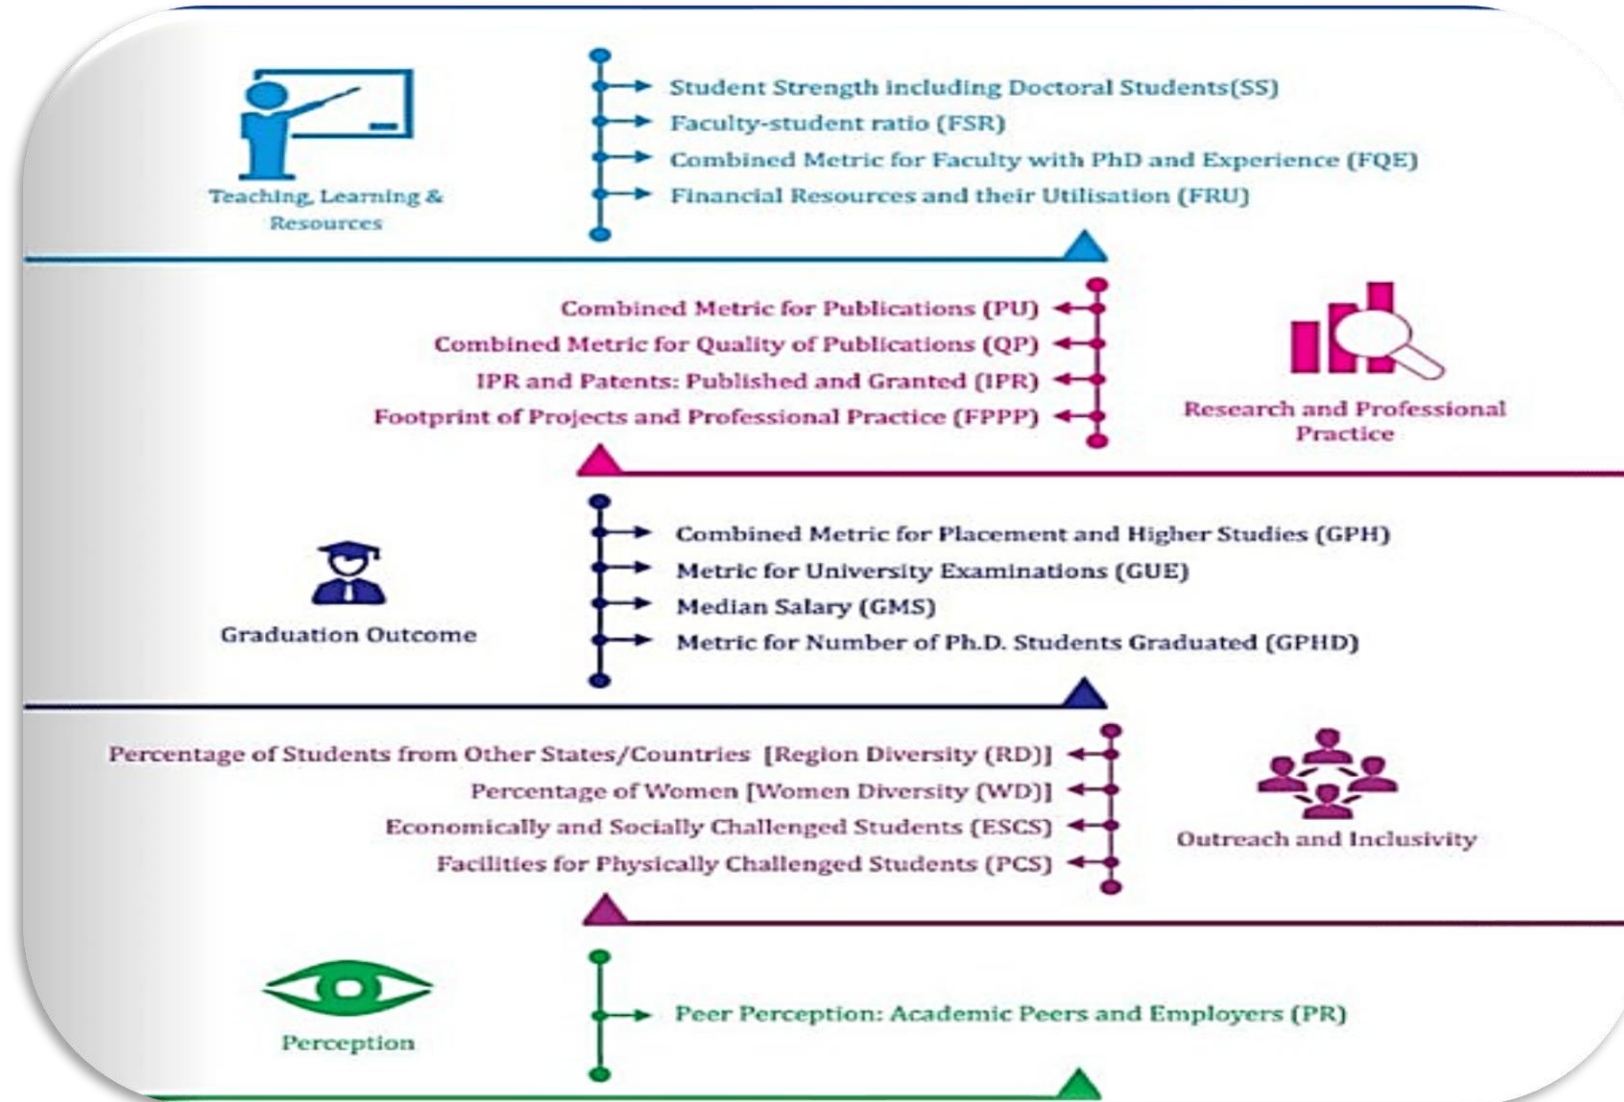 Teaching, Learning &
Resources
Student Strength including Doctoral Students(SS)
Faculty-student ratio (FSR)
Combined Metric for Faculty with PhD and Experience (FQE)
Financial Resources and their Utilisation (FRU)
Combined Metric for Publications (PU)
Combined Metric for Quality of Publications (QP)
IPR and Patents: Published and Granted (IPR)
Footprint of Projects and Professional Practice (FPPP)
Research and Professional
Practice
Graduation Outcome
Combined Metric for Placement and Higher Studies (GPH)
Metric for University Examinations (GUE)
Median Salary (GMS)
Metric for Number of Ph.D. Students Graduated (GPHD)
Percentage of Students from Other States/Countries [Region Diversity (RD)]
Percentage of Women [Women Diversity (WD)]
Economically and Socially Challenged Students (ESCS)
Facilities for Physically Challenged Students (PCS)
Outreach and Inclusivity
Perception
Peer Perception: Academic Peers and Employers (PR)